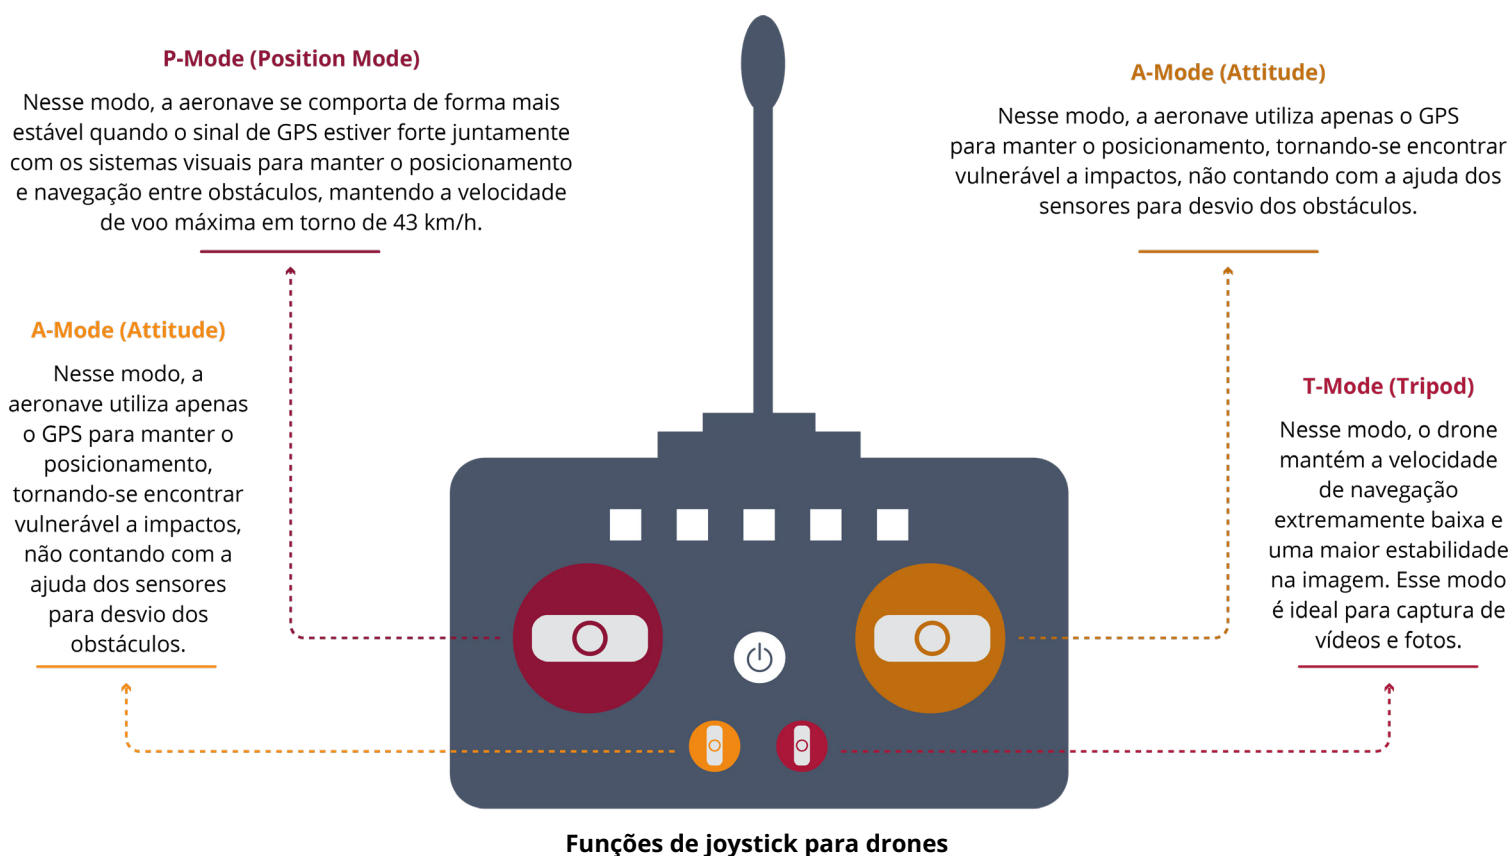 P-Mode (Position Mode)
Nesse modo, a aeronave se comporta de forma mais
estável quando o sinal de GPS estiver forte juntamente
com os sistemas visuais para manter o posicionamento
e navegação entre obstáculos, mantendo a velocidade
de voo máxima em torno de 43 km/h.
A-Mode (Attitude)
Nesse modo, a aeronave utiliza apenas o GPS
para manter o posicionamento, tornando-se encontrar
vulnerável a impactos, não contando com a ajuda dos
sensores para desvio dos obstáculos.
A-Mode (Attitude)
Nesse modo, a
aeronave utiliza apenas
o GPS para manter o
posicionamento,
tornando-se encontrar
vulnerável a impactos,
não contando com a
ajuda dos sensores
para desvio dos
obstáculos.
T-Mode (Tripod)
Nesse modo, o drone
mantém a velocidade
de navegação
extremamente baixa e
uma maior estabilidade
na imagem. Esse modo
é ideal para captura de
vídeos e fotos.
Funções de joystick para drones